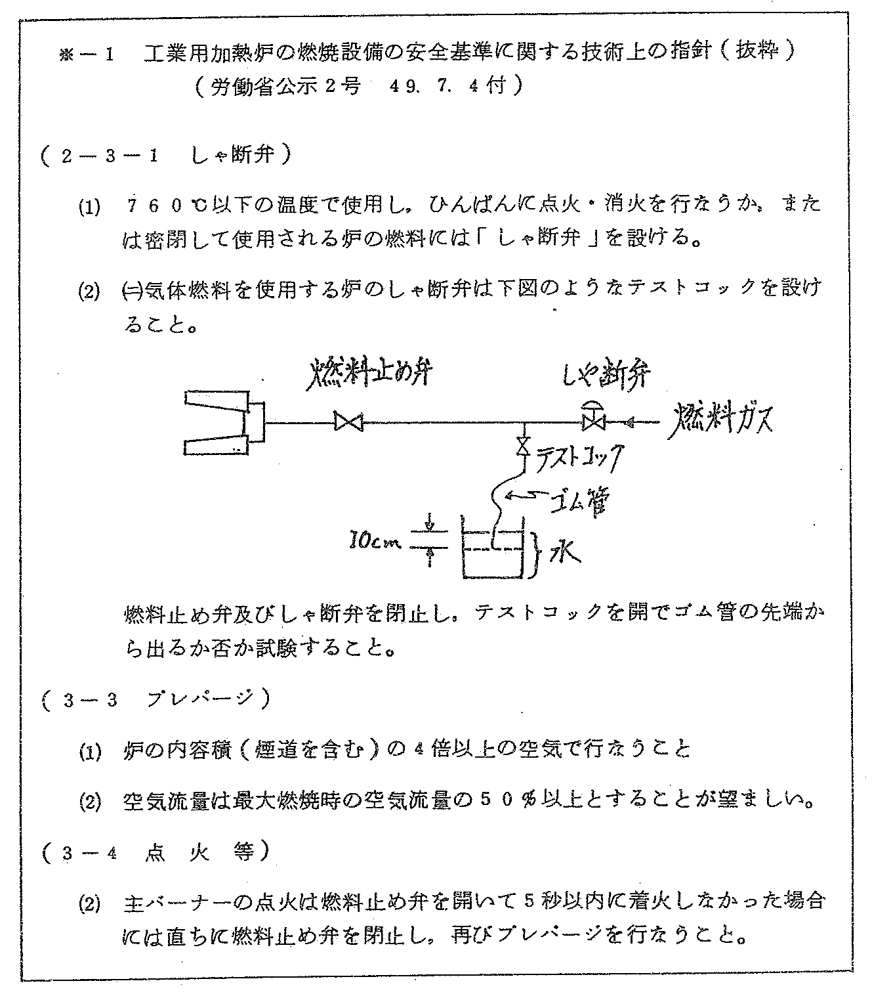 ※－1　工業用加熱炉の燃焼設備の安全基準に関する技術上の指針（抜粋）
（労働省公示2号　49. 7. 4付）
（2－3－1　しゃ断弁）
(1)　760℃以下の温度で使用し，ひんぱんに点火・消火を行なうか。また
は密閉して使用される炉の燃料には「しゃ断弁」を設ける。
(2)　㈡気体燃料を使用する炉のしゃ断弁は下図のようなテストコックを設け
ること。
燃料止め弁
しや断弁
燃料ガス
テストコック
ゴム管
10cm
水
燃料止め弁及びしゃ断弁を閉止し，テストコックを開でゴム管の先端か
ら出るか否か試験すること。
（3－3　プレパージ）
(1)　炉の内容積（煙道を含む）の4倍以上の空気で行なうこと
(2)　空気流量は最大燃焼時の空気流量の50％以上とすることが望ましい。
（3－4　点　火　等）
(2)　主バーナーの点火は燃料止め弁を開いて5秒以内に着火しなかった場合
には直ちに燃料止め弁を閉止し，再びプレパージを行なうこと。